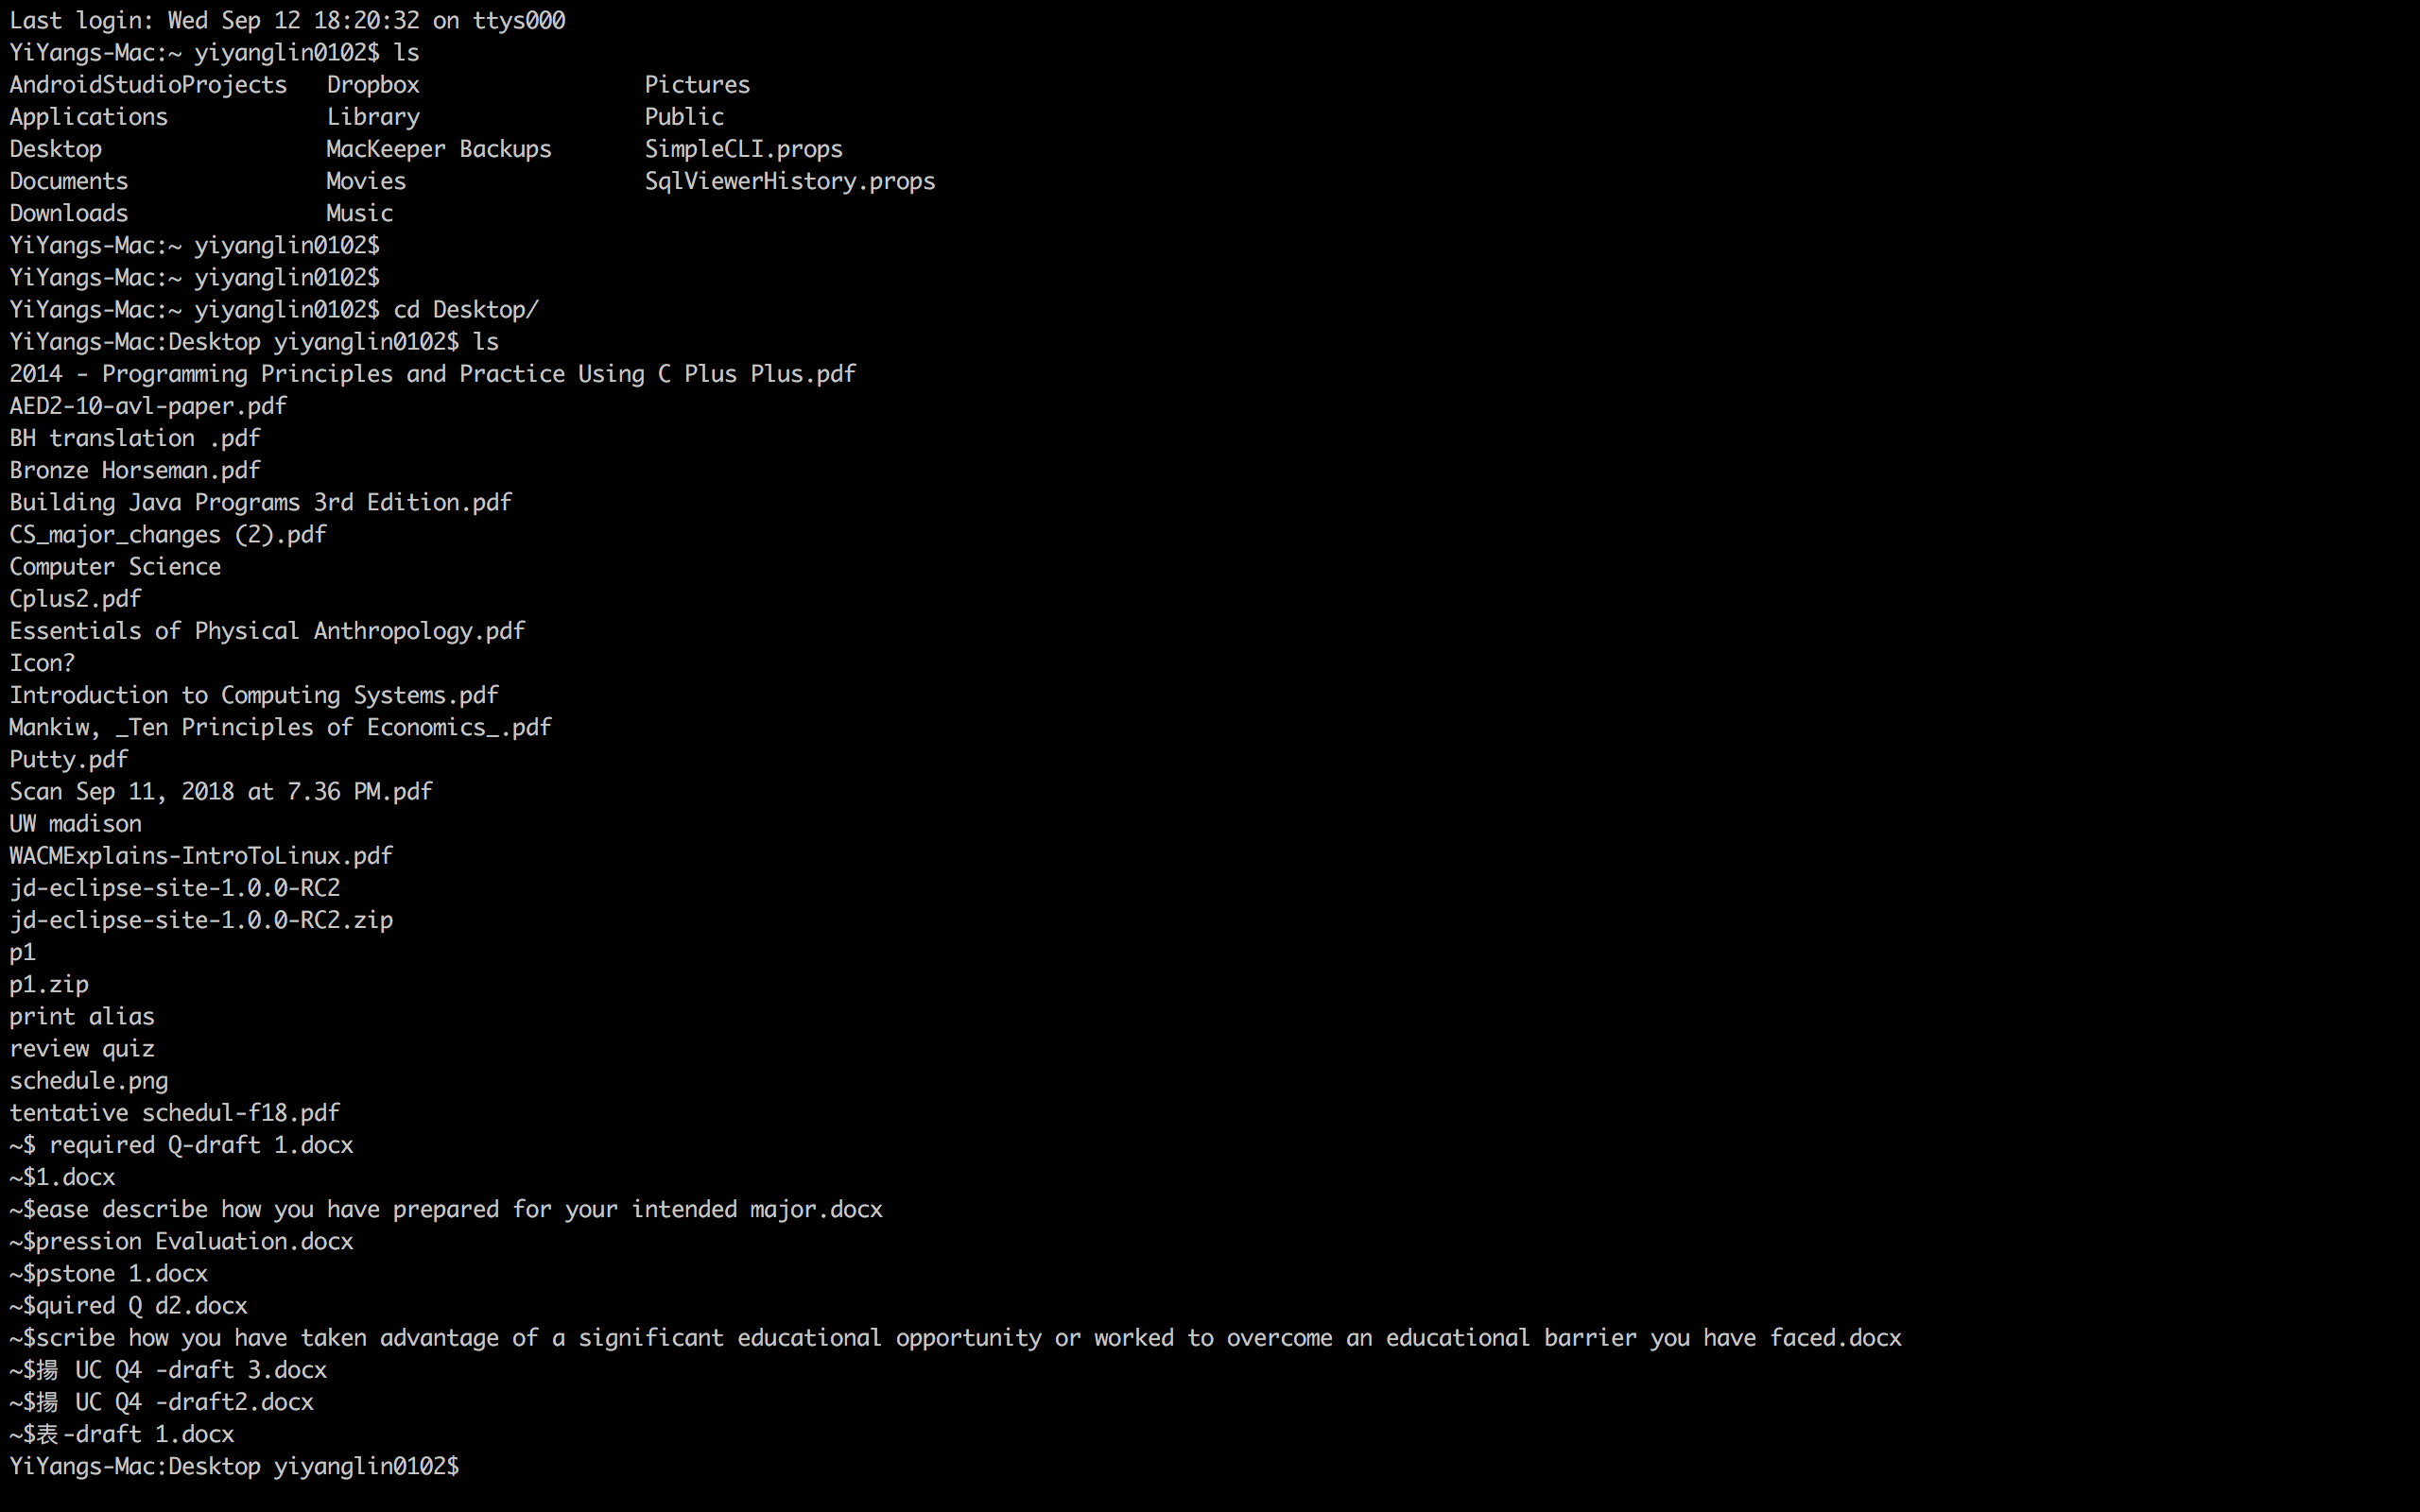 Last login: Wed Sep 12 18:20:32 on ttys000
YiYangs-Mac:~ yiyanglin0102$ ls
AndroidStudioProjects   Dropbox                 Pictures
Applications            Library                 Public
Desktop                 MacKeeper Backups       SimpleCLI.props
Documents               Movies                  SqlViewerHistory.props
Downloads               Music
YiYangs-Mac:~ yiyanglin0102$
YiYangs-Mac:~ yiyanglin0102$
YiYangs-Mac:~ yiyanglin0102$ cd Desktop/
YiYangs-Mac:Desktop yiyanglin0102$ ls
2014 - Programming Principles and Practice Using C Plus Plus.pdf
AED2-10-avl-paper.pdf
BH translation .pdf
Bronze Horseman.pdf
Building Java Programs 3rd Edition.pdf
CS_major_changes (2).pdf
Computer Science
Cplus2.pdf
Essentials of Physical Anthropology.pdf
Icon?
Introduction to Computing Systems.pdf
Mankiw, _Ten Principles of Economics_.pdf
Putty.pdf
Scan Sep 11, 2018 at 7.36 PM.pdf
UW madison
WACMExplains-IntroToLinux.pdf
jd-eclipse-site-1.0.0-RC2
jd-eclipse-site-1.0.0-RC2.zip
p1
p1.zip
print alias
review quiz
schedule.png
tentative schedul-f18.pdf
~$ required Q-draft 1.docx
~$1.docx
~$ease describe how you have prepared for your intended major.docx
~$pression Evaluation.docx
~$pstone 1.docx
~$quired Q d2.docx
~$scribe how you have taken advantage of a significant educational opportunity or worked to overcome an educational barrier you have faced.docx
~$揚 UC Q4 -draft 3.docx
~$揚 UC Q4 -draft2.docx
~$表-draft 1.docx
YiYangs-Mac:Desktop yiyanglin0102$